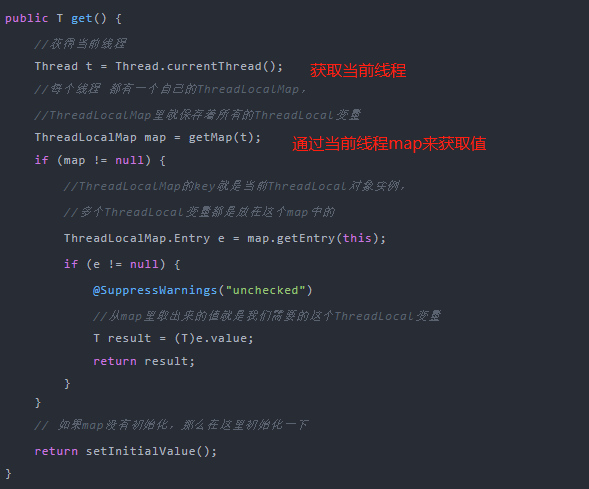 public T get() {
//获得当前线程
Thread t = Thread.currentThread(); 获取当前线程
//每个线程 都有一个自己的ThreadLocalMap,
//ThreadLocalMap里就保存着所有的ThreadLocal变量
ThreadLocalMap map = getMap(t); 通过当前线程map来获取值
if (map != null) {
//ThreadLocalMap的key就是当前ThreadLocal对象实例,
//多个ThreadLocal变量都是放在这个map中的
ThreadLocalMap.Entry e = map.getEntry(this);
if (e != null) {
@SuppressWarnings("unchecked")
//从map里取出来的值就是我们需要的这个ThreadLocal变量
T result = (T)e.value;
return result;
}
}
// 如果map没有初始化，那么在这里初始化一下
return setInitialValue();
}